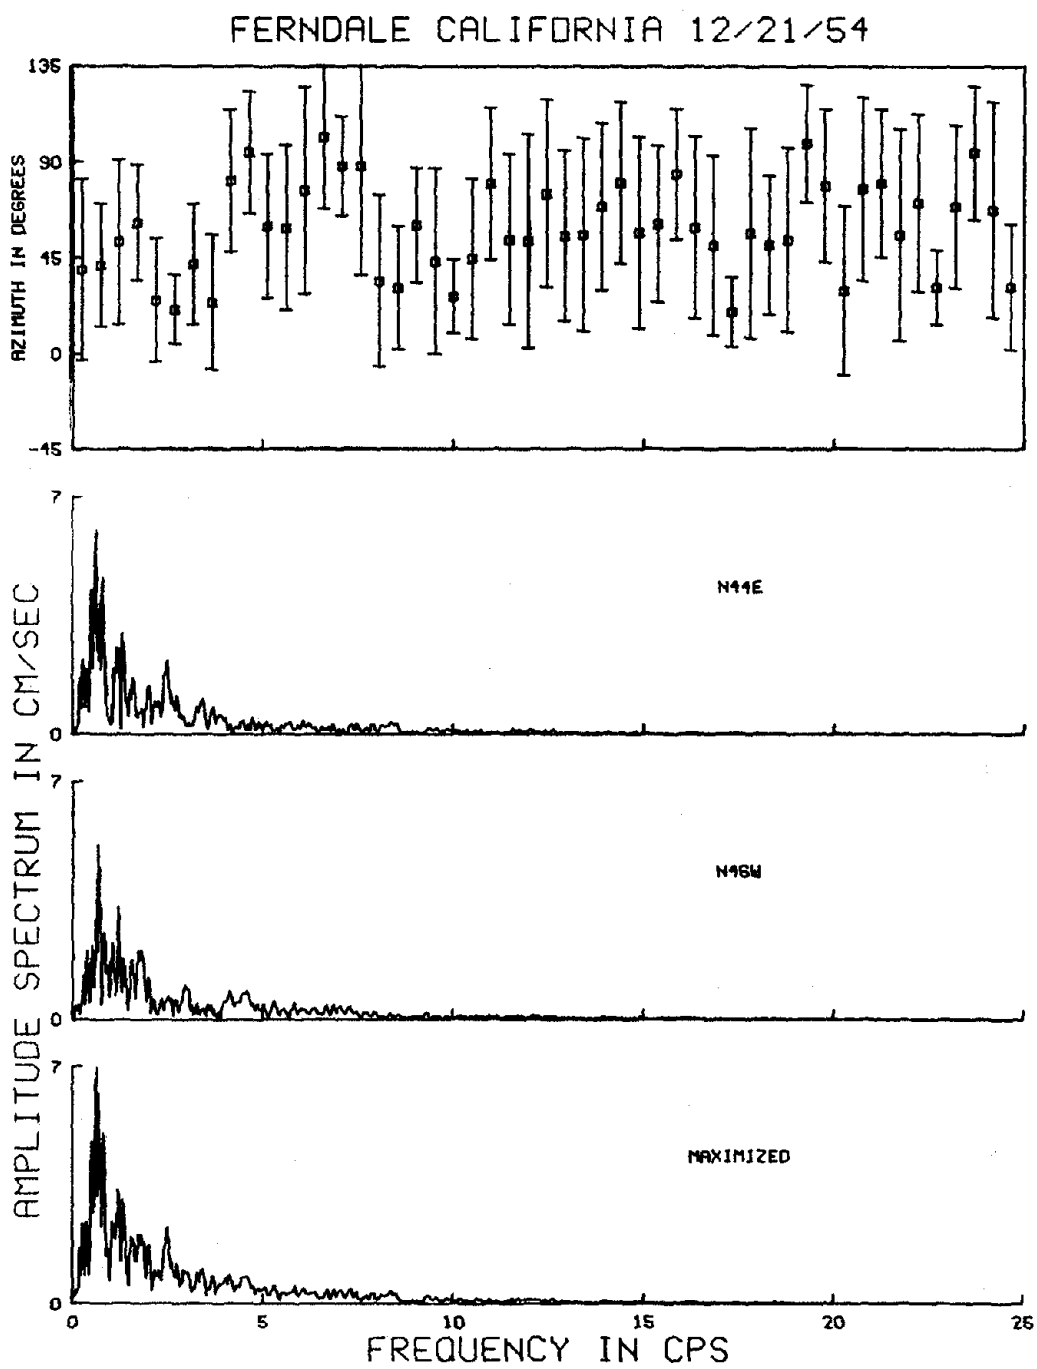 FERNDALE CALIFORNIA 12/21/54
135
90
45
0
-45
AZIMUTH IN DEGREES
7
0
N44E
7
0
N46W
7
0
MAXIMIZED
AMPLITUDE SPECTRUM IN CM/SEC
0 5 10 15 20 25
FREQUENCY IN CPS